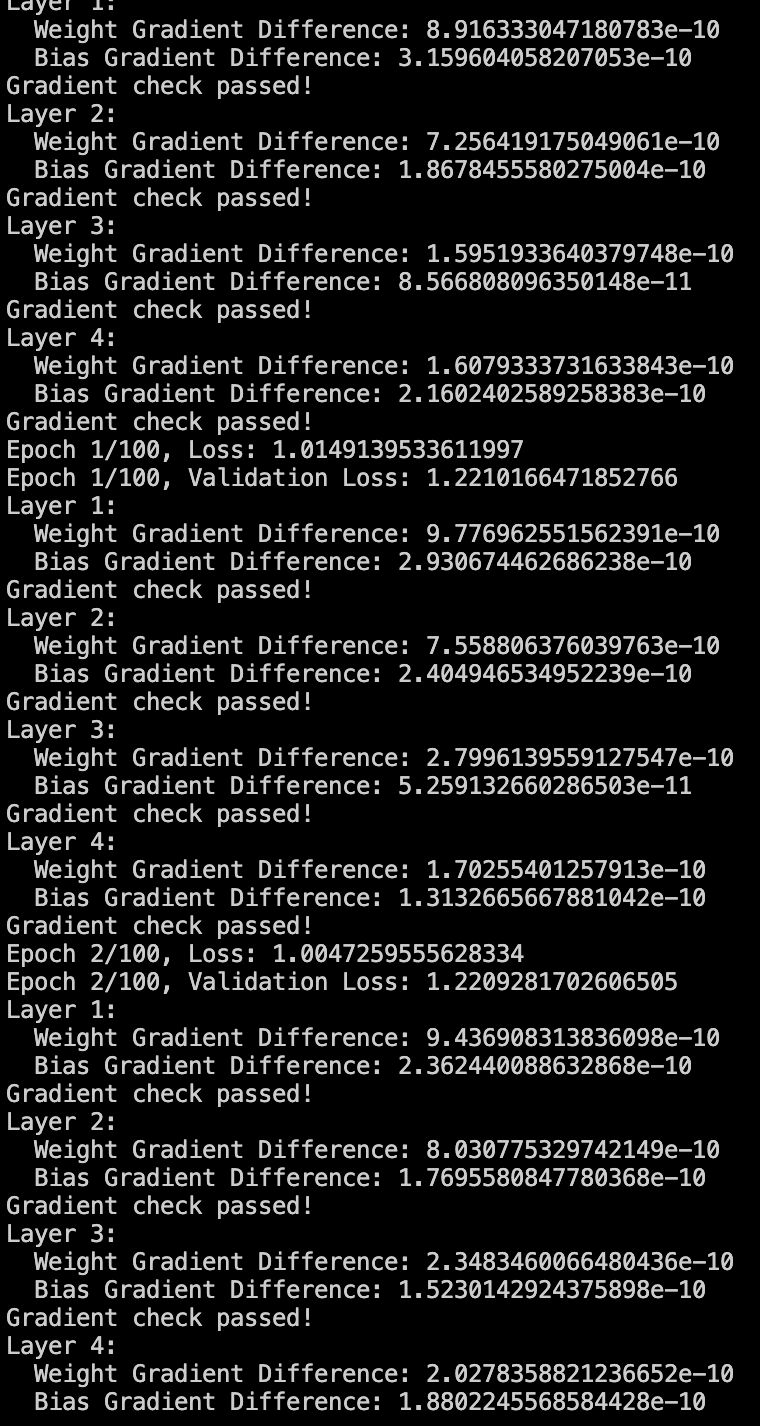 Layer 1:
Weight Gradient Difference: 8.916333047180783e-10
Bias Gradient Difference: 3.159604058207053e-10
Gradient check passed!
Layer 2:
Weight Gradient Difference: 7.256419175049061e-10
Bias Gradient Difference: 1.8678455580275004e-10
Gradient check passed!
Layer 3:
Weight Gradient Difference: 1.5951933640379748e-10
Bias Gradient Difference: 8.566808096350148e-11
Gradient check passed!
Layer 4:
Weight Gradient Difference: 1.6079333731633843e-10
Bias Gradient Difference: 2.1602402589258383e-10
Gradient check passed!
Epoch 1/100, Loss: 1.0149139533611997
Epoch 1/100, Validation Loss: 1.2210166471852766
Layer 1:
Weight Gradient Difference: 9.776962551562391e-10
Bias Gradient Difference: 2.930674462686238e-10
Gradient check passed!
Layer 2:
Weight Gradient Difference: 7.558806376039763e-10
Bias Gradient Difference: 2.404946534952239e-10
Gradient check passed!
Layer 3:
Weight Gradient Difference: 2.7996139559127547e-10
Bias Gradient Difference: 5.259132660286503e-11
Gradient check passed!
Layer 4:
Weight Gradient Difference: 1.70255401257913e-10
Bias Gradient Difference: 1.3132665667881042e-10
Gradient check passed!
Epoch 2/100, Loss: 1.0047259555628334
Epoch 2/100, Validation Loss: 1.2209281702606505
Layer 1:
Weight Gradient Difference: 9.436908313836098e-10
Bias Gradient Difference: 2.362440088632868e-10
Gradient check passed!
Layer 2:
Weight Gradient Difference: 8.030775329742149e-10
Bias Gradient Difference: 1.7695580847780368e-10
Gradient check passed!
Layer 3:
Weight Gradient Difference: 2.3483460066480436e-10
Bias Gradient Difference: 1.5230142924375898e-10
Gradient check passed!
Layer 4:
Weight Gradient Difference: 2.0278358821236652e-10
Bias Gradient Difference: 1.8802245568584428e-10